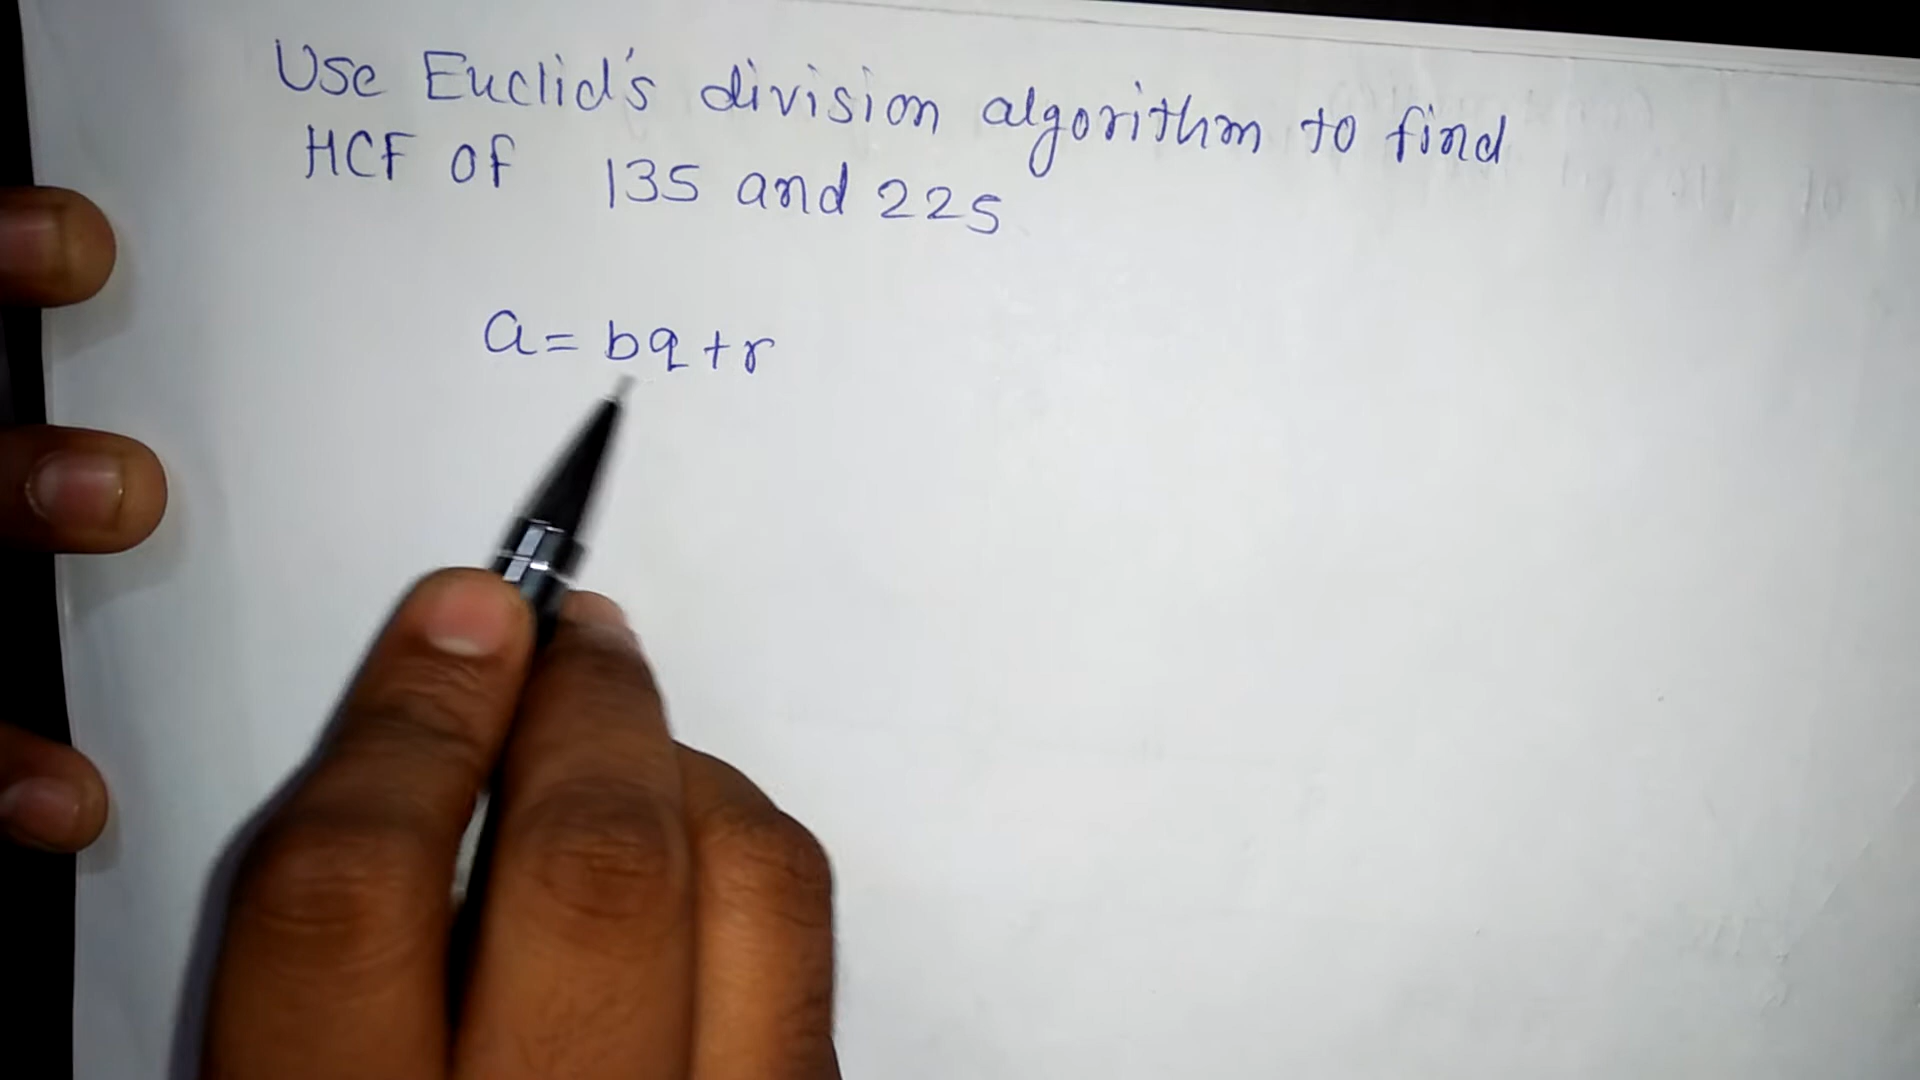 Use Euclid's division algorithm to find
HCF of 135 and 225
a = bq + r